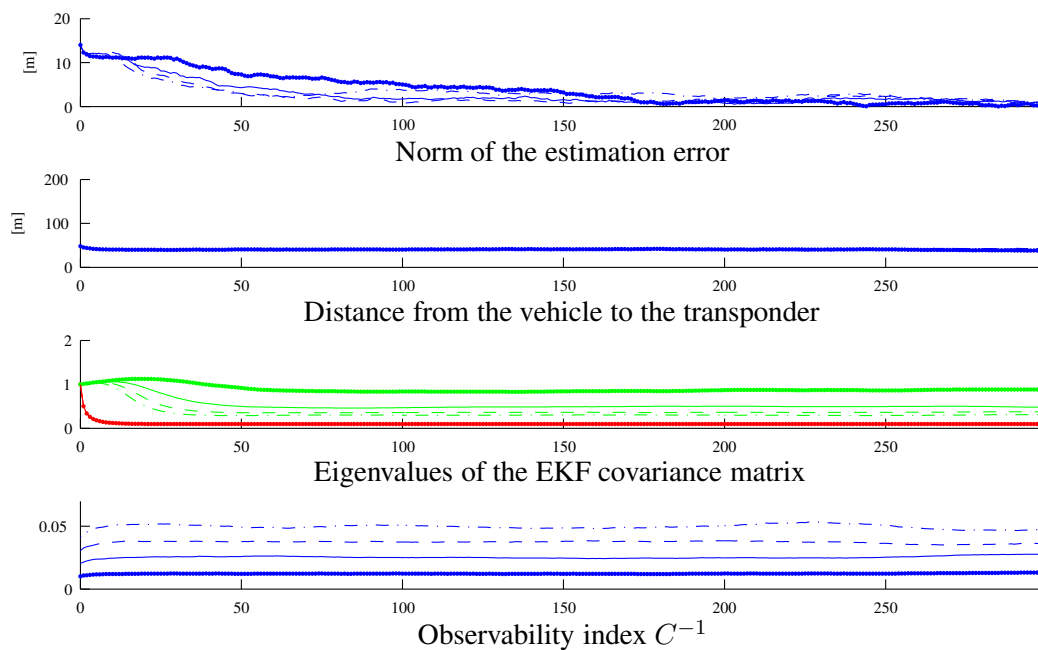 20
10
0
[m]
0 50 100 150 200 250
Norm of the estimation error
200
100
0
[m]
0 50 100 150 200 250
Distance from the vehicle to the transponder
2
1
0
0 50 100 150 200 250
Eigenvalues of the EKF covariance matrix
0.05
0
0 50 100 150 200 250
Observability index $C^{-1}$